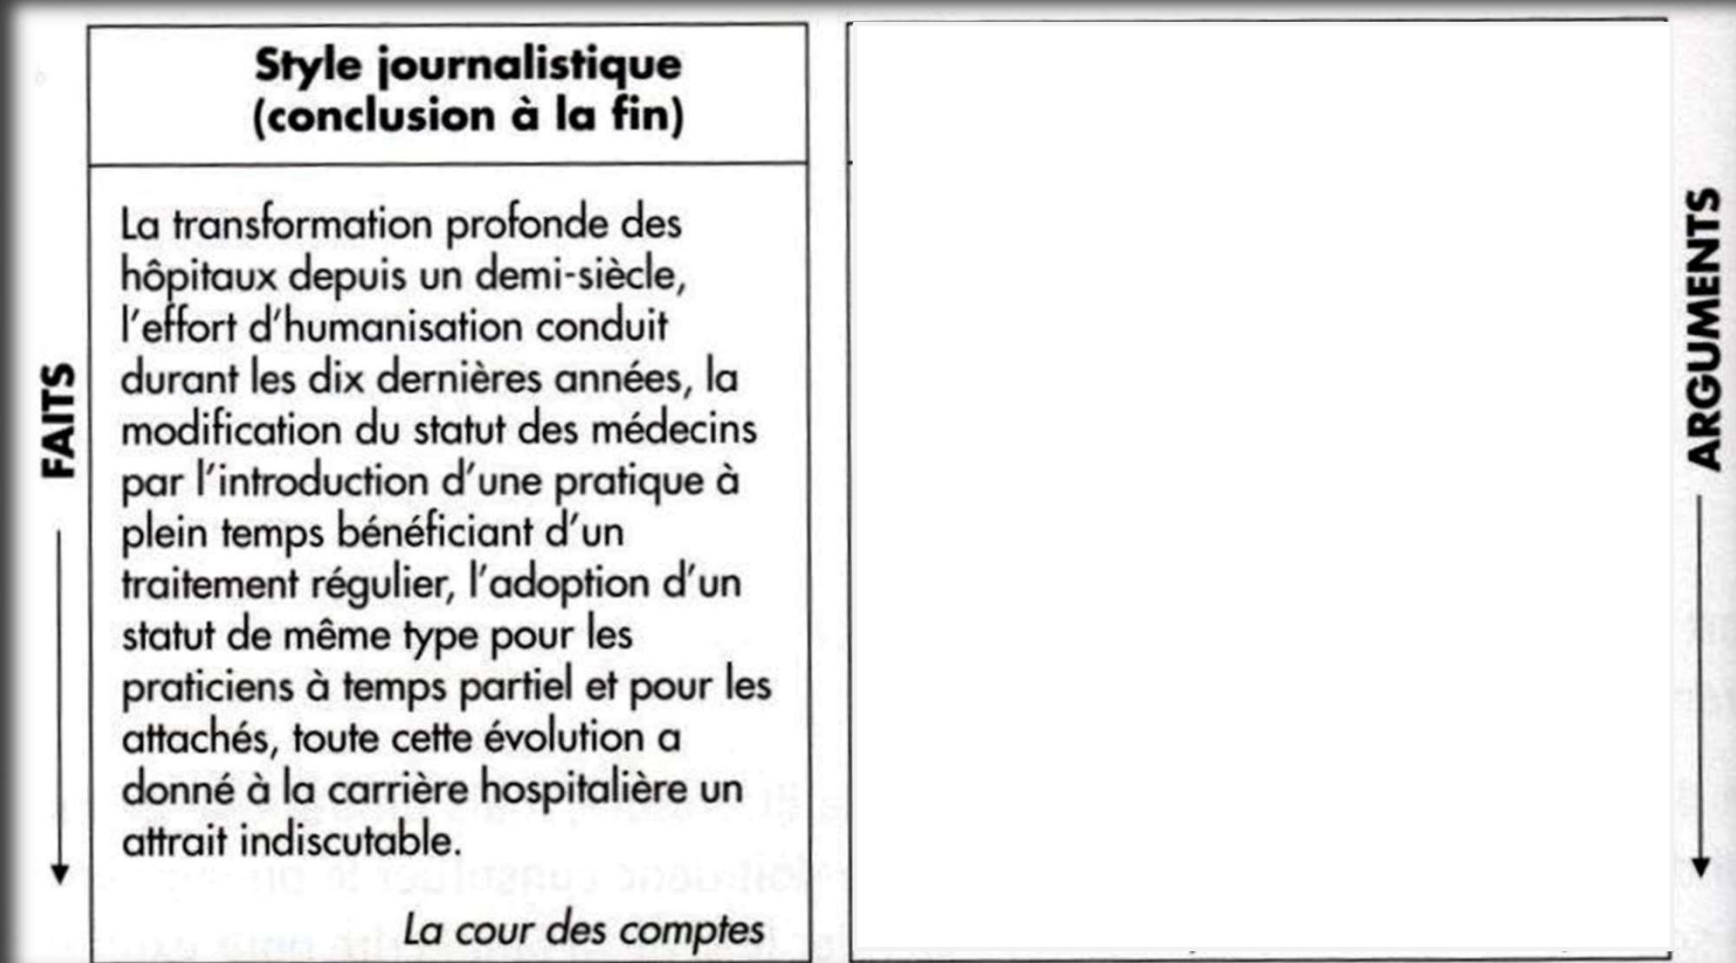 Style journalistique
(conclusion à la fin)
FAITS
La transformation profonde des
hôpitaux depuis un demi-siècle,
l'effort d'humanisation conduit
durant les dix dernières années, la
modification du statut des médecins
par l'introduction d'une pratique à
plein temps bénéficiant d'un
traitement régulier, l'adoption d'un
statut de même type pour les
praticiens à temps partiel et pour les
attachés, toute cette évolution a
donné à la carrière hospitalière un
attrait indiscutable.
La cour des comptes
ARGUMENTS